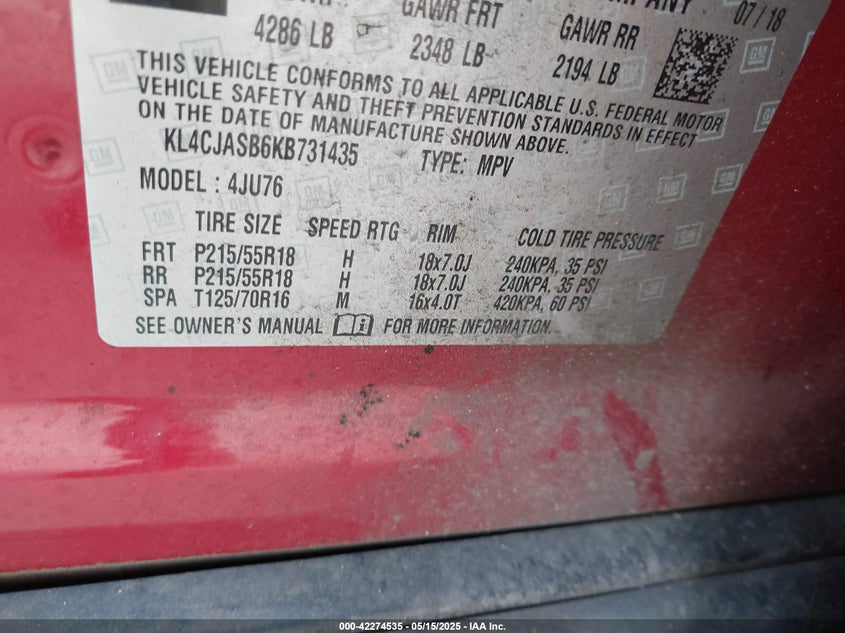 07/18
GAWR FRT GAWR RR
4286 LB 2348 LB 2194 LB
THIS VEHICLE CONFORMS TO ALL APPLICABLE U.S. FEDERAL MOTOR
VEHICLE SAFETY AND THEFT PREVENTION STANDARDS IN EFFECT
ON THE DATE OF MANUFACTURE SHOWN ABOVE.
KL4CJASB6KB731435 TYPE: MPV
MODEL : 4JU76
TIRE SIZE SPEED RTG RIM COLD TIRE PRESSURE
FRT P215/55R18 H 18x7.0J 240KPA, 35 PSI
RR P215/55R18 H 18x7.0J 240KPA, 35 PSI
SPA T125/70R16 M 16x4.0T 420KPA, 60 PSI
SEE OWNER'S MANUAL FOR MORE INFORMATION.
000-42274535 - 05/15/2025 - IAA Inc.